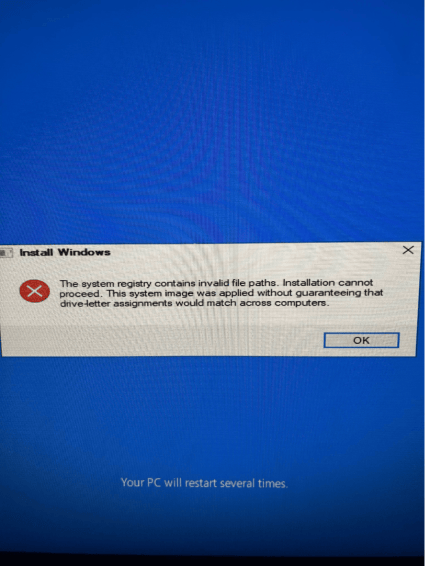 Install Windows
The system registry contains invalid file paths. Installation cannot
proceed. This system image was applied without guaranteeing that
drive-letter assignments would match across computers.
OK
Your PC will restart several times.